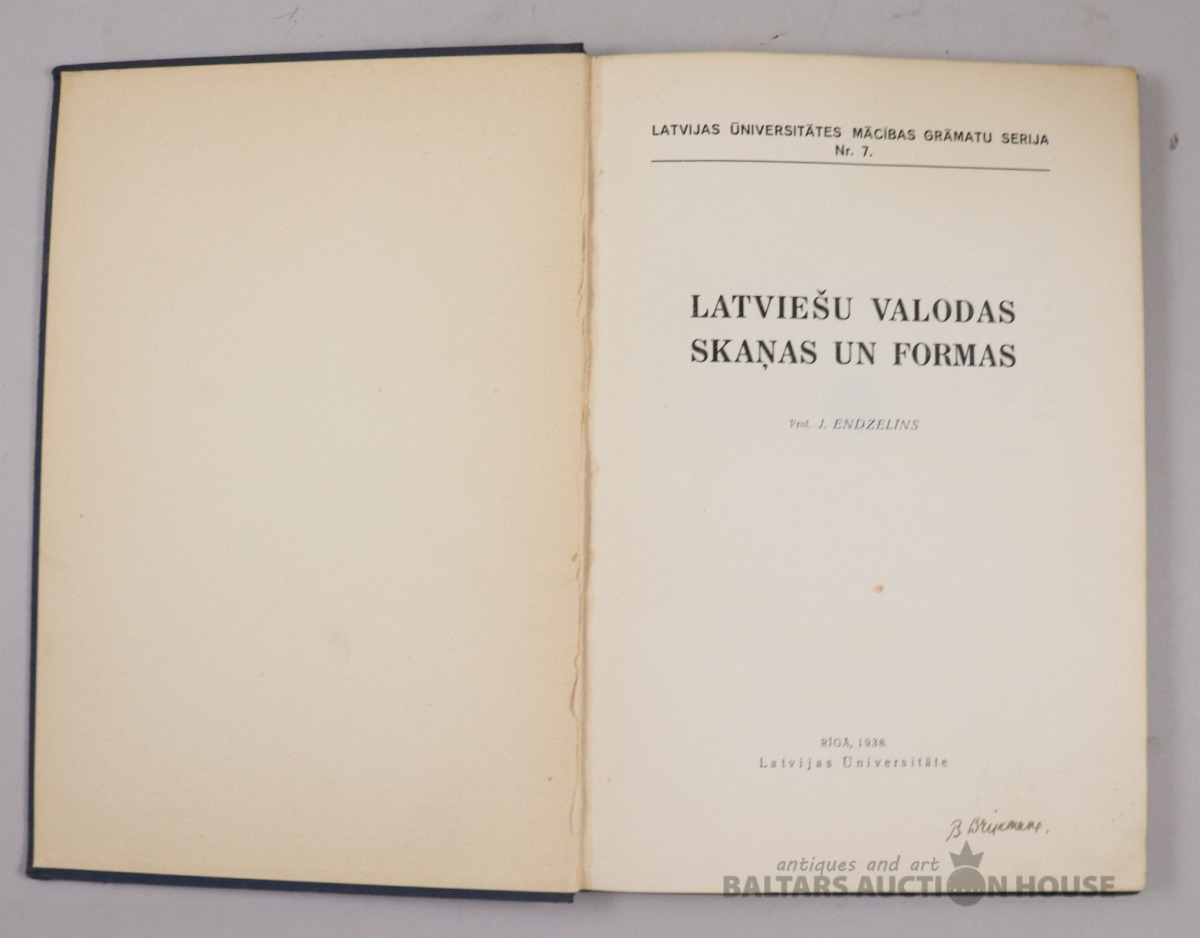 LATVIJAS ŪNIVERSITĀTES MĀCĪBAS GRĀMATU SERIJA
Nr. 7.
LATVIEŠU VALODAS
SKAŅAS UN FORMAS
Prof. J. ENDZELĪNS
RĪGĀ, 1938.
Latvijas Ūniversitāte
B
antiques and art
BALTARS AUCTION HOUSE